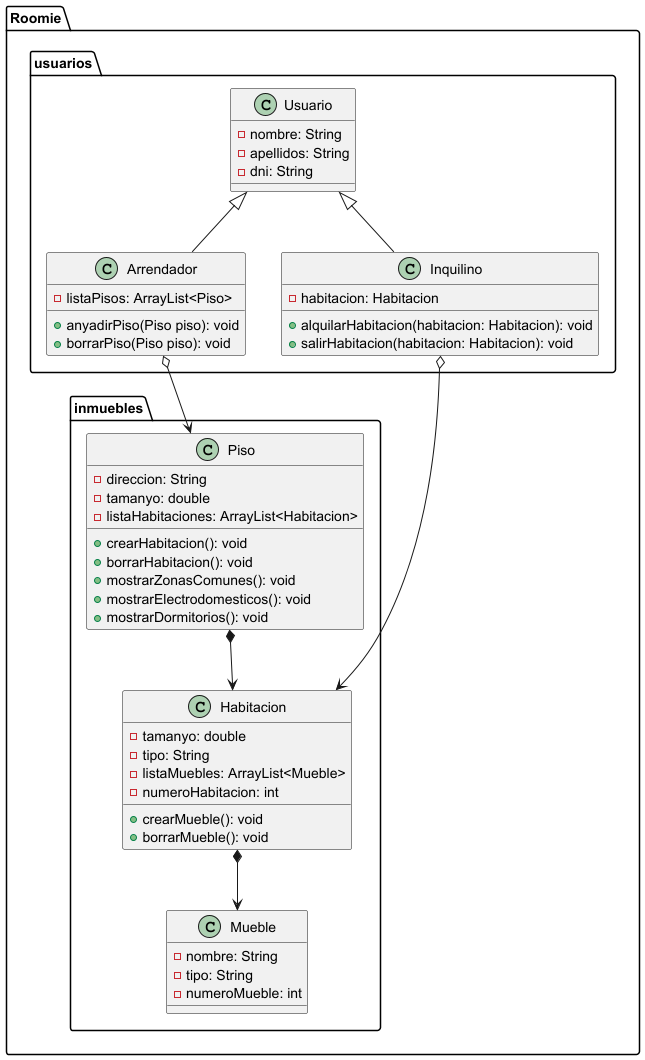 Roomie
usuarios
C Usuario
nombre: String
apellidos: String
dni: String
C Arrendador
listaPisos: ArrayList<Piso>
anyadirPiso(Piso piso): void
borrarPiso(Piso piso): void
C Inquilino
habitacion: Habitacion
alquilarHabitacion(habitacion: Habitacion): void
salirHabitacion(habitacion: Habitacion): void
inmuebles
C Piso
direccion: String
tamanyo: double
listaHabitaciones: ArrayList<Habitacion>
crearHabitacion(): void
borrarHabitacion(): void
mostrarZonasComunes(): void
mostrarElectrodomesticos(): void
mostrarDormitorios(): void
C Habitacion
tamanyo: double
tipo: String
listaMuebles: ArrayList<Mueble>
numeroHabitacion: int
crearMueble(): void
borrarMueble(): void
C Mueble
nombre: String
tipo: String
numeroMueble: int